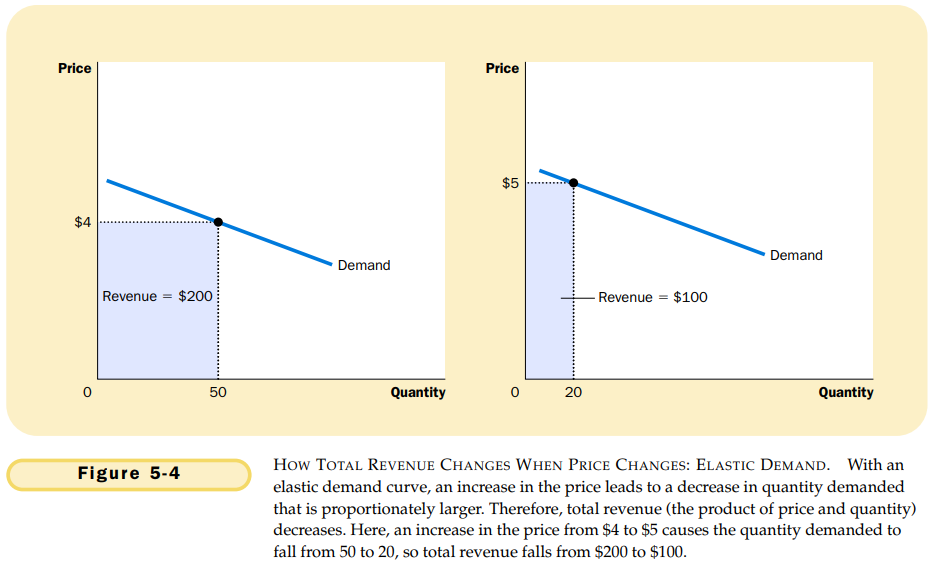 Price
$4
Demand
Revenue = $200
0
50
Quantity
Price
$5
Demand
Revenue = $100
0
20
Quantity
Figure 5-4
HOW TOTAL REVENUE CHANGES WHEN PRICE CHANGES: ELASTIC DEMAND. With an
elastic demand curve, an increase in the price leads to a decrease in quantity demanded
that is proportionately larger. Therefore, total revenue (the product of price and quantity)
decreases. Here, an increase in the price from $4 to $5 causes the quantity demanded to
fall from 50 to 20, so total revenue falls from $200 to $100.